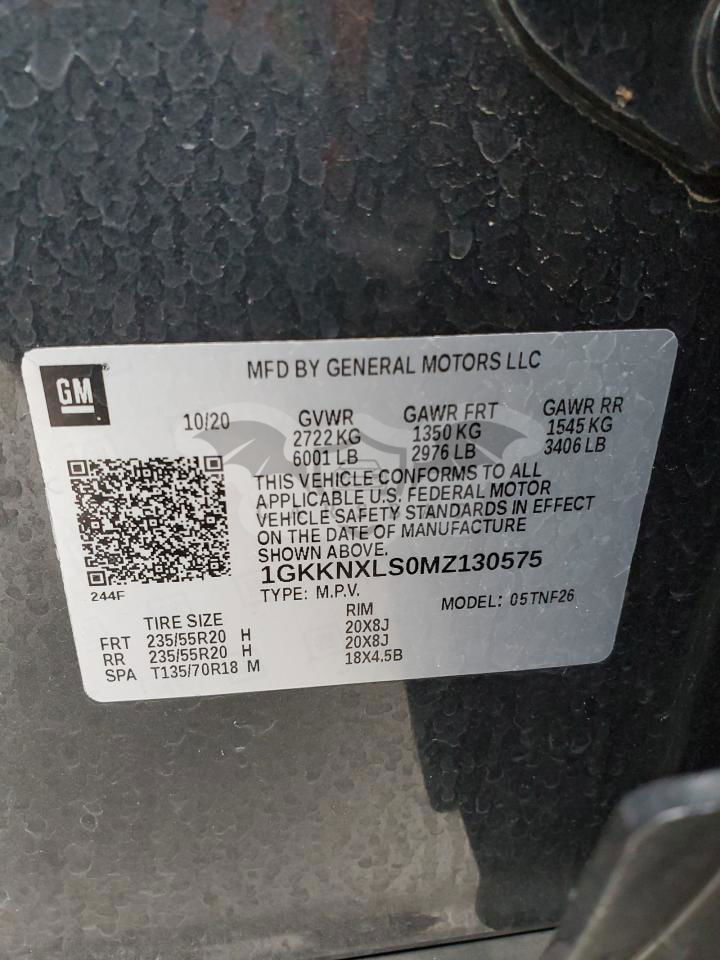 GM
MFD BY GENERAL MOTORS LLC
10/20
GVWR
2722 KG
6001 LB
GAWR FRT
1350 KG
2976 LB
GAWR RR
1545 KG
3406 LB
THIS VEHICLE CONFORMS TO ALL
APPLICABLE U.S. FEDERAL MOTOR
VEHICLE SAFETY STANDARDS IN EFFECT
ON THE DATE OF MANUFACTURE
SHOWN ABOVE.
244F
1GKKNXLS0MZ130575
TYPE: M.P.V.
MODEL: 05TNF26
TIRE SIZE RIM
FRT 235/55R20 H 20X8J
RR 235/55R20 H 20X8J
SPA T135/70R18 M 18X4.5B